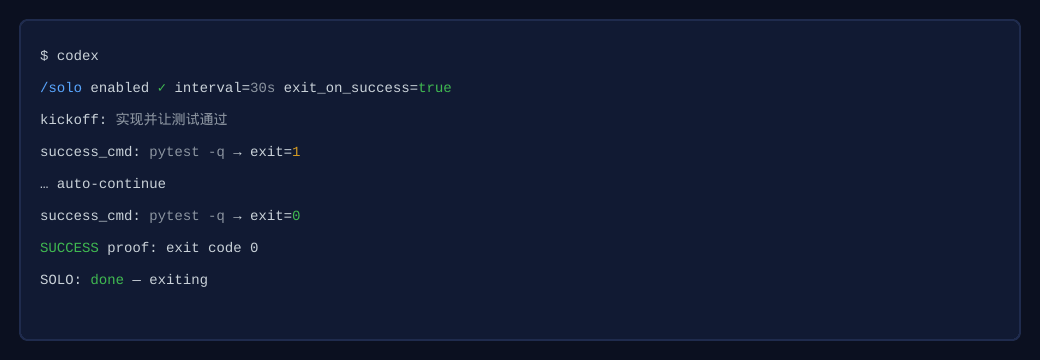 $ codex
/solo enabled ✓ interval=30s exit_on_success=true
kickoff: 实现并让测试通过
success_cmd: pytest -q → exit=1
… auto-continue
success_cmd: pytest -q → exit=0
SUCCESS proof: exit code 0
SOLO: done — exiting